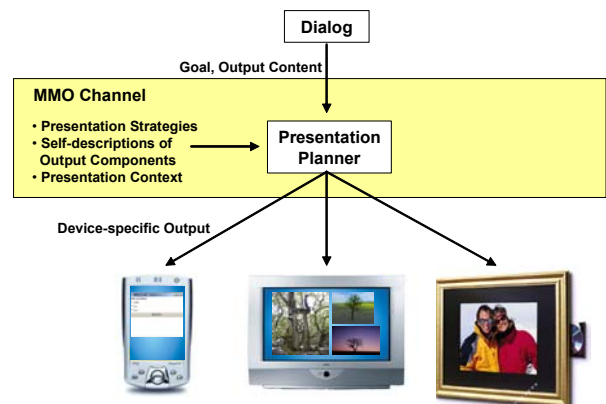 Dialog
Goal, Output Content
MMO Channel
• Presentation Strategies
• Self-descriptions of
Output Components
• Presentation Context
Presentation
Planner
Device-specific Output